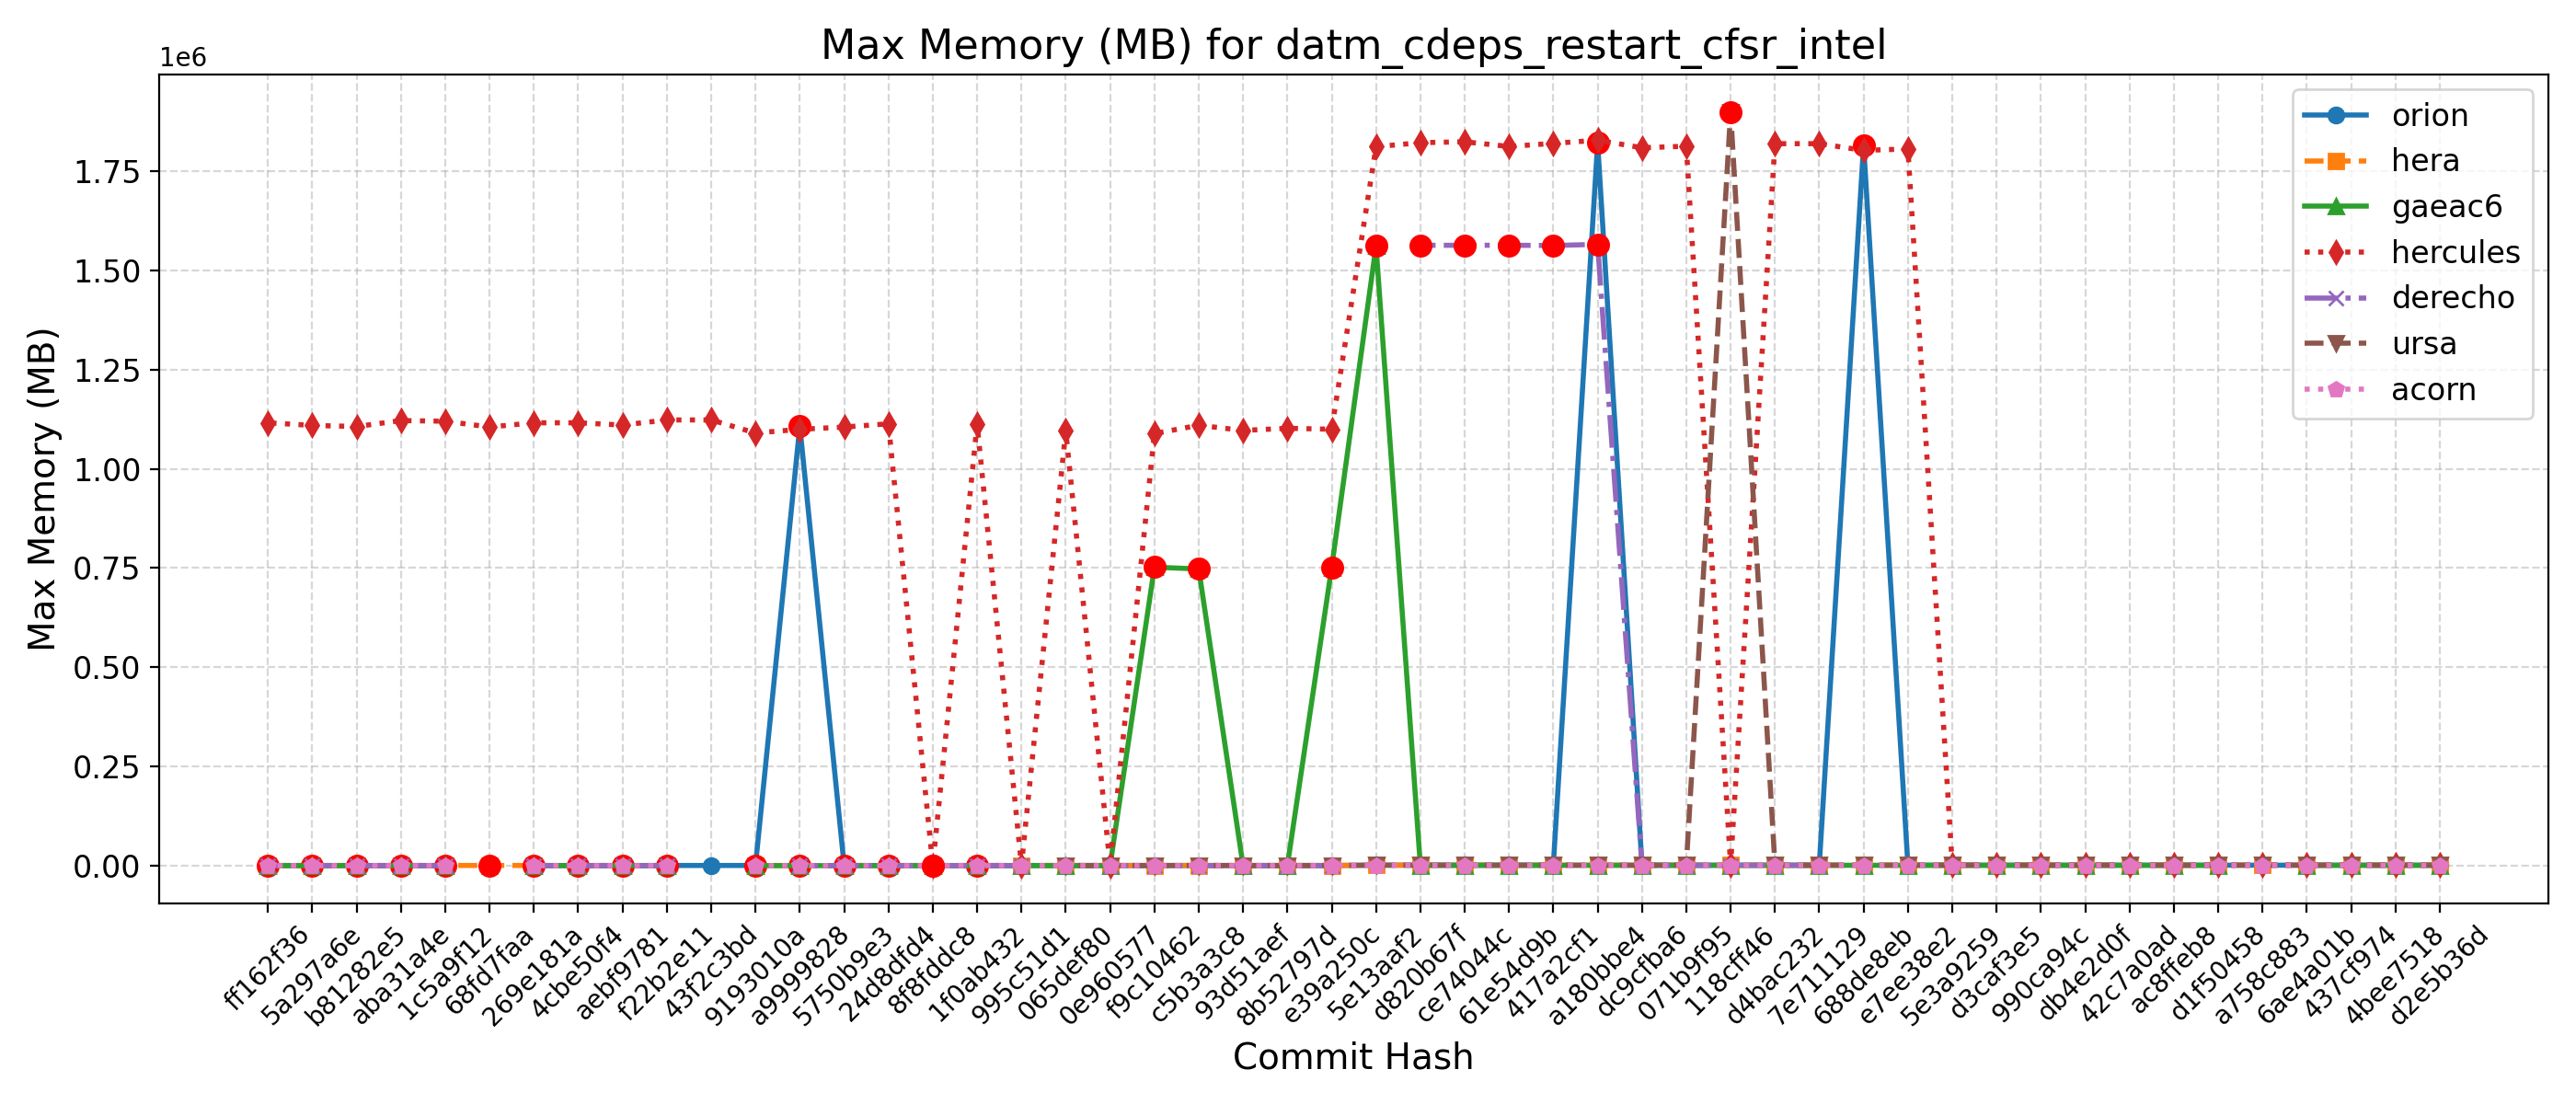 Max Memory (MB) for datm_cdeps_restart_cfsr_intel
1e6
Max Memory (MB)
1.75
1.50
1.25
1.00
0.75
0.50
0.25
0.00
orion
hera
gaeac6
hercules
derecho
ursa
acorn
ff162f36
5a297a6e
b81282e5
aba31a4e
1c5a9f12
68fd7faa
269e181a
4cbe50f4
aebf9781
f22b2e11
43f2c3bd
9193010a
a9999828
5750b9e3
24d8dfd4
8f8fddc8
1f0ab432
995c51d1
065def80
0e960577
f9c10462
c5b3a3c8
93d51aef
8b52797d
e39a250c
5e13aaf2
d820b67f
ce74044c
61e54d9b
417a2cf1
a180bbe4
dc9cfba6
071b9f95
118cff46
d4bac232
7e711129
688de8eb
e7ee38e2
5e3a9259
d3caf3e5
990ca94c
db4e2d0f
42c7a0ad
ac8ffeb8
d1f50458
a758c883
6ae4a01b
437cf974
4bee7518
d2e5b36d
Commit Hash